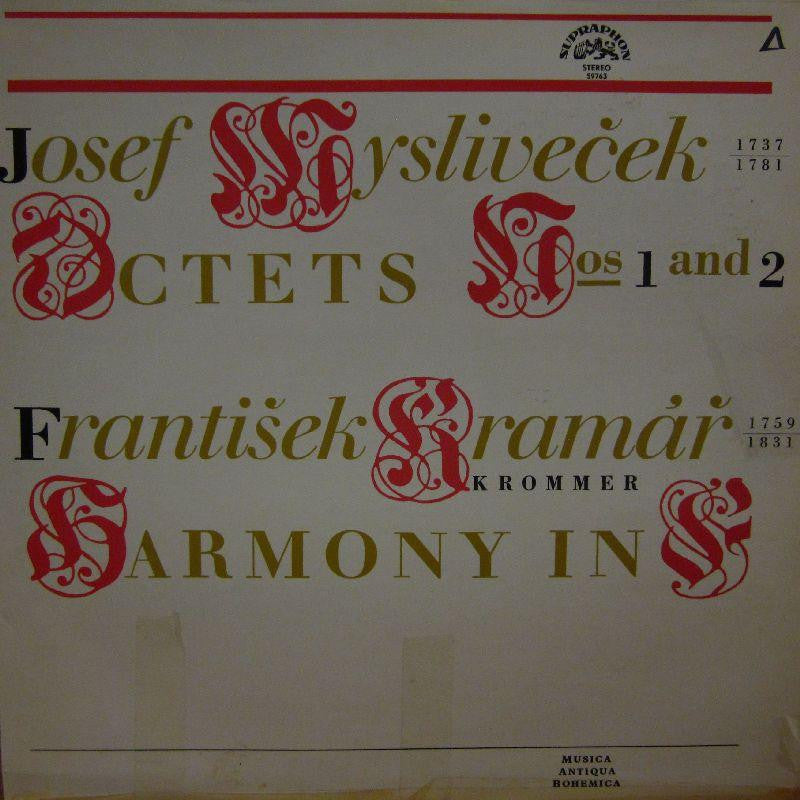 SUPRAPHON
STEREO
59763
Josef Mysliveček 1737
1781
OCTETS Nos 1 and 2
František Kramář 1759
1831
KROMMER
HARMONY IN F
MUSICA
ANTIQUA
BOHEMICA